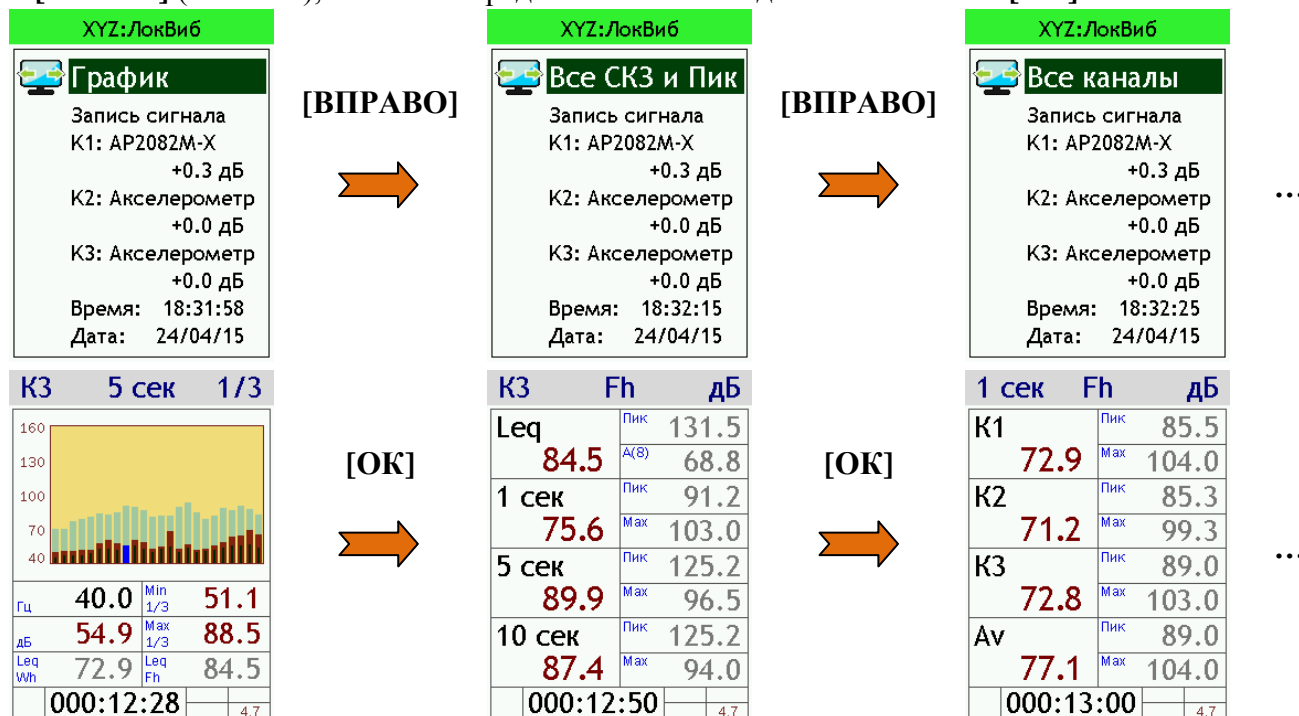 XYZ:ЛокВиб
График
Запись сигнала
К1: АР2082М-X
+0.3 дБ
К2: Акселерометр
+0.0 дБ
К3: Акселерометр
+0.0 дБ
Время: 18:31:58
Дата: 24/04/15
[ВПРАВО]
XYZ:ЛокВиб
Все СКЗ и Пик
Запись сигнала
К1: АР2082М-X
+0.3 дБ
К2: Акселерометр
+0.0 дБ
К3: Акселерометр
+0.0 дБ
Время: 18:32:15
Дата: 24/04/15
[ВПРАВО]
XYZ:ЛокВиб
Все каналы
Запись сигнала
К1: АР2082М-X
+0.3 дБ
К2: Акселерометр
+0.0 дБ
К3: Акселерометр
+0.0 дБ
Время: 18:32:25
Дата: 24/04/15
...
К3 5 сек 1/3
160
130
100
70
40
Гц 40.0 Min 1/3 51.1
дБ 54.9 Max 1/3 88.5
Leq Wh 72.9 Leq Fh 84.5
000:12:28 4.7
[ОК]
К3 Fh дБ
Leq Пик 131.5
84.5 A(8) 68.8
1 сек Пик 91.2
75.6 Max 103.0
5 сек Пик 125.2
89.9 Max 96.5
10 сек Пик 125.2
87.4 Max 94.0
000:12:50 4.7
[ОК]
1 сек Fh дБ
К1 Пик 85.5
72.9 Max 104.0
К2 Пик 85.3
71.2 Max 99.3
К3 Пик 89.0
72.8 Max 103.0
Av Пик 89.0
77.1 Max 104.0
000:13:00 4.7
...